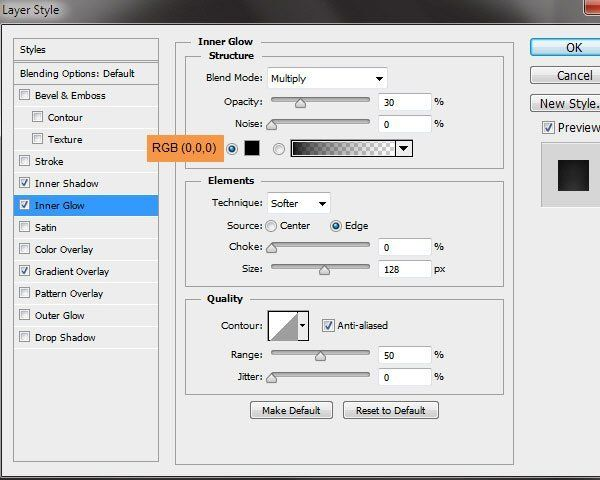 Layer Style
Styles
Blending Options: Default
Bevel & Emboss
Contour
Texture
Stroke
Inner Shadow
Inner Glow
Satin
Color Overlay
Gradient Overlay
Pattern Overlay
Outer Glow
Drop Shadow
Inner Glow
Structure
Blend Mode: Multiply
Opacity: 30 %
Noise: 0 %
RGB (0,0,0)
Elements
Technique: Softer
Source: Center Edge
Choke: 0 %
Size: 128 px
Quality
Contour: Anti-aliased
Range: 50 %
Jitter: 0 %
Make Default Reset to Default
OK
Cancel
New Style...
Preview